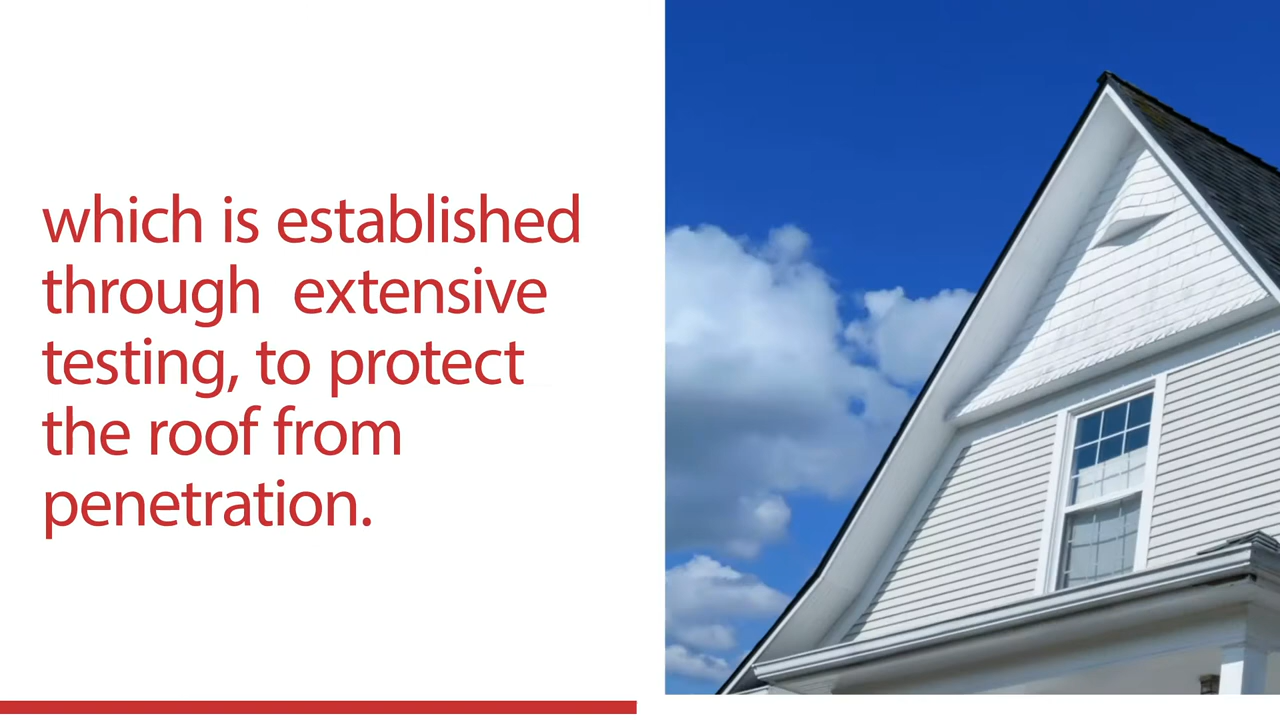 which is established
through  extensive
testing, to protect
the roof from
penetration.